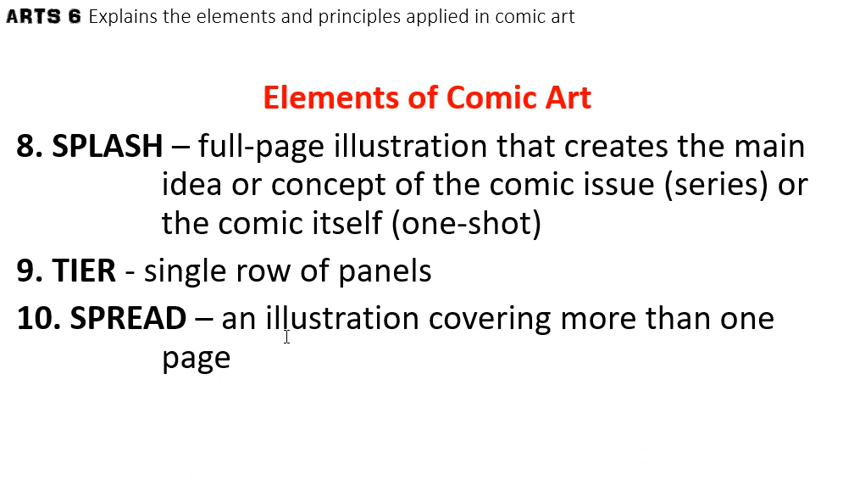 ARTS 6 Explains the elements and principles applied in comic art
Elements of Comic Art
8. SPLASH – full-page illustration that creates the main
idea or concept of the comic issue (series) or
the comic itself (one-shot)
9. TIER - single row of panels
10. SPREAD – an illustration covering more than one
page